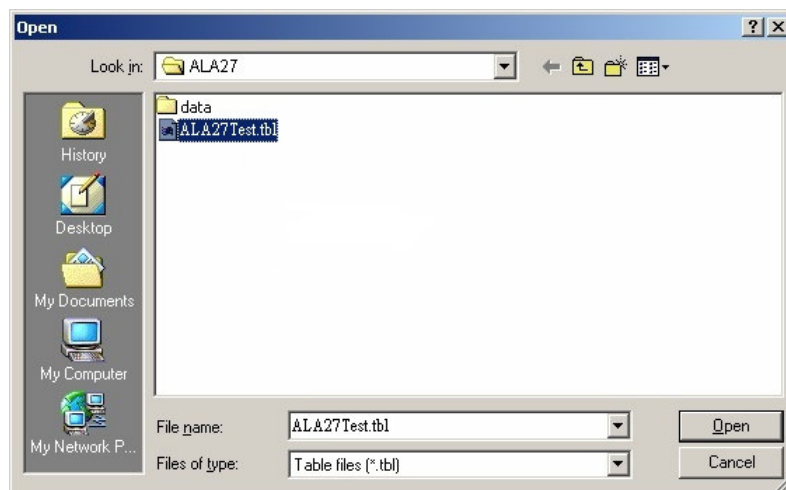 Open
Look in: ALA27
data
ALA27Test.tbl
History
Desktop
My Documents
My Computer
My Network P...
File name: ALA27Test.tbl Open
Files of type: Table files (*.tbl) Cancel